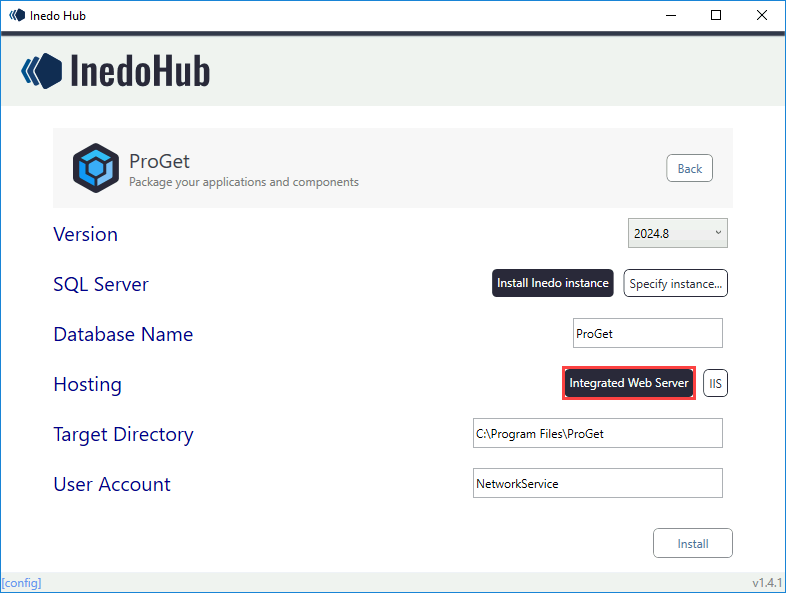 Inedo Hub
InedoHub
ProGet
Package your applications and components
Back
Version
2024.8
SQL Server
Install Inedo instance
Specify instance...
Database Name
ProGet
Hosting
Integrated Web Server
IIS
Target Directory
C:\Program Files\ProGet
User Account
NetworkService
Install
[config]
v1.4.1